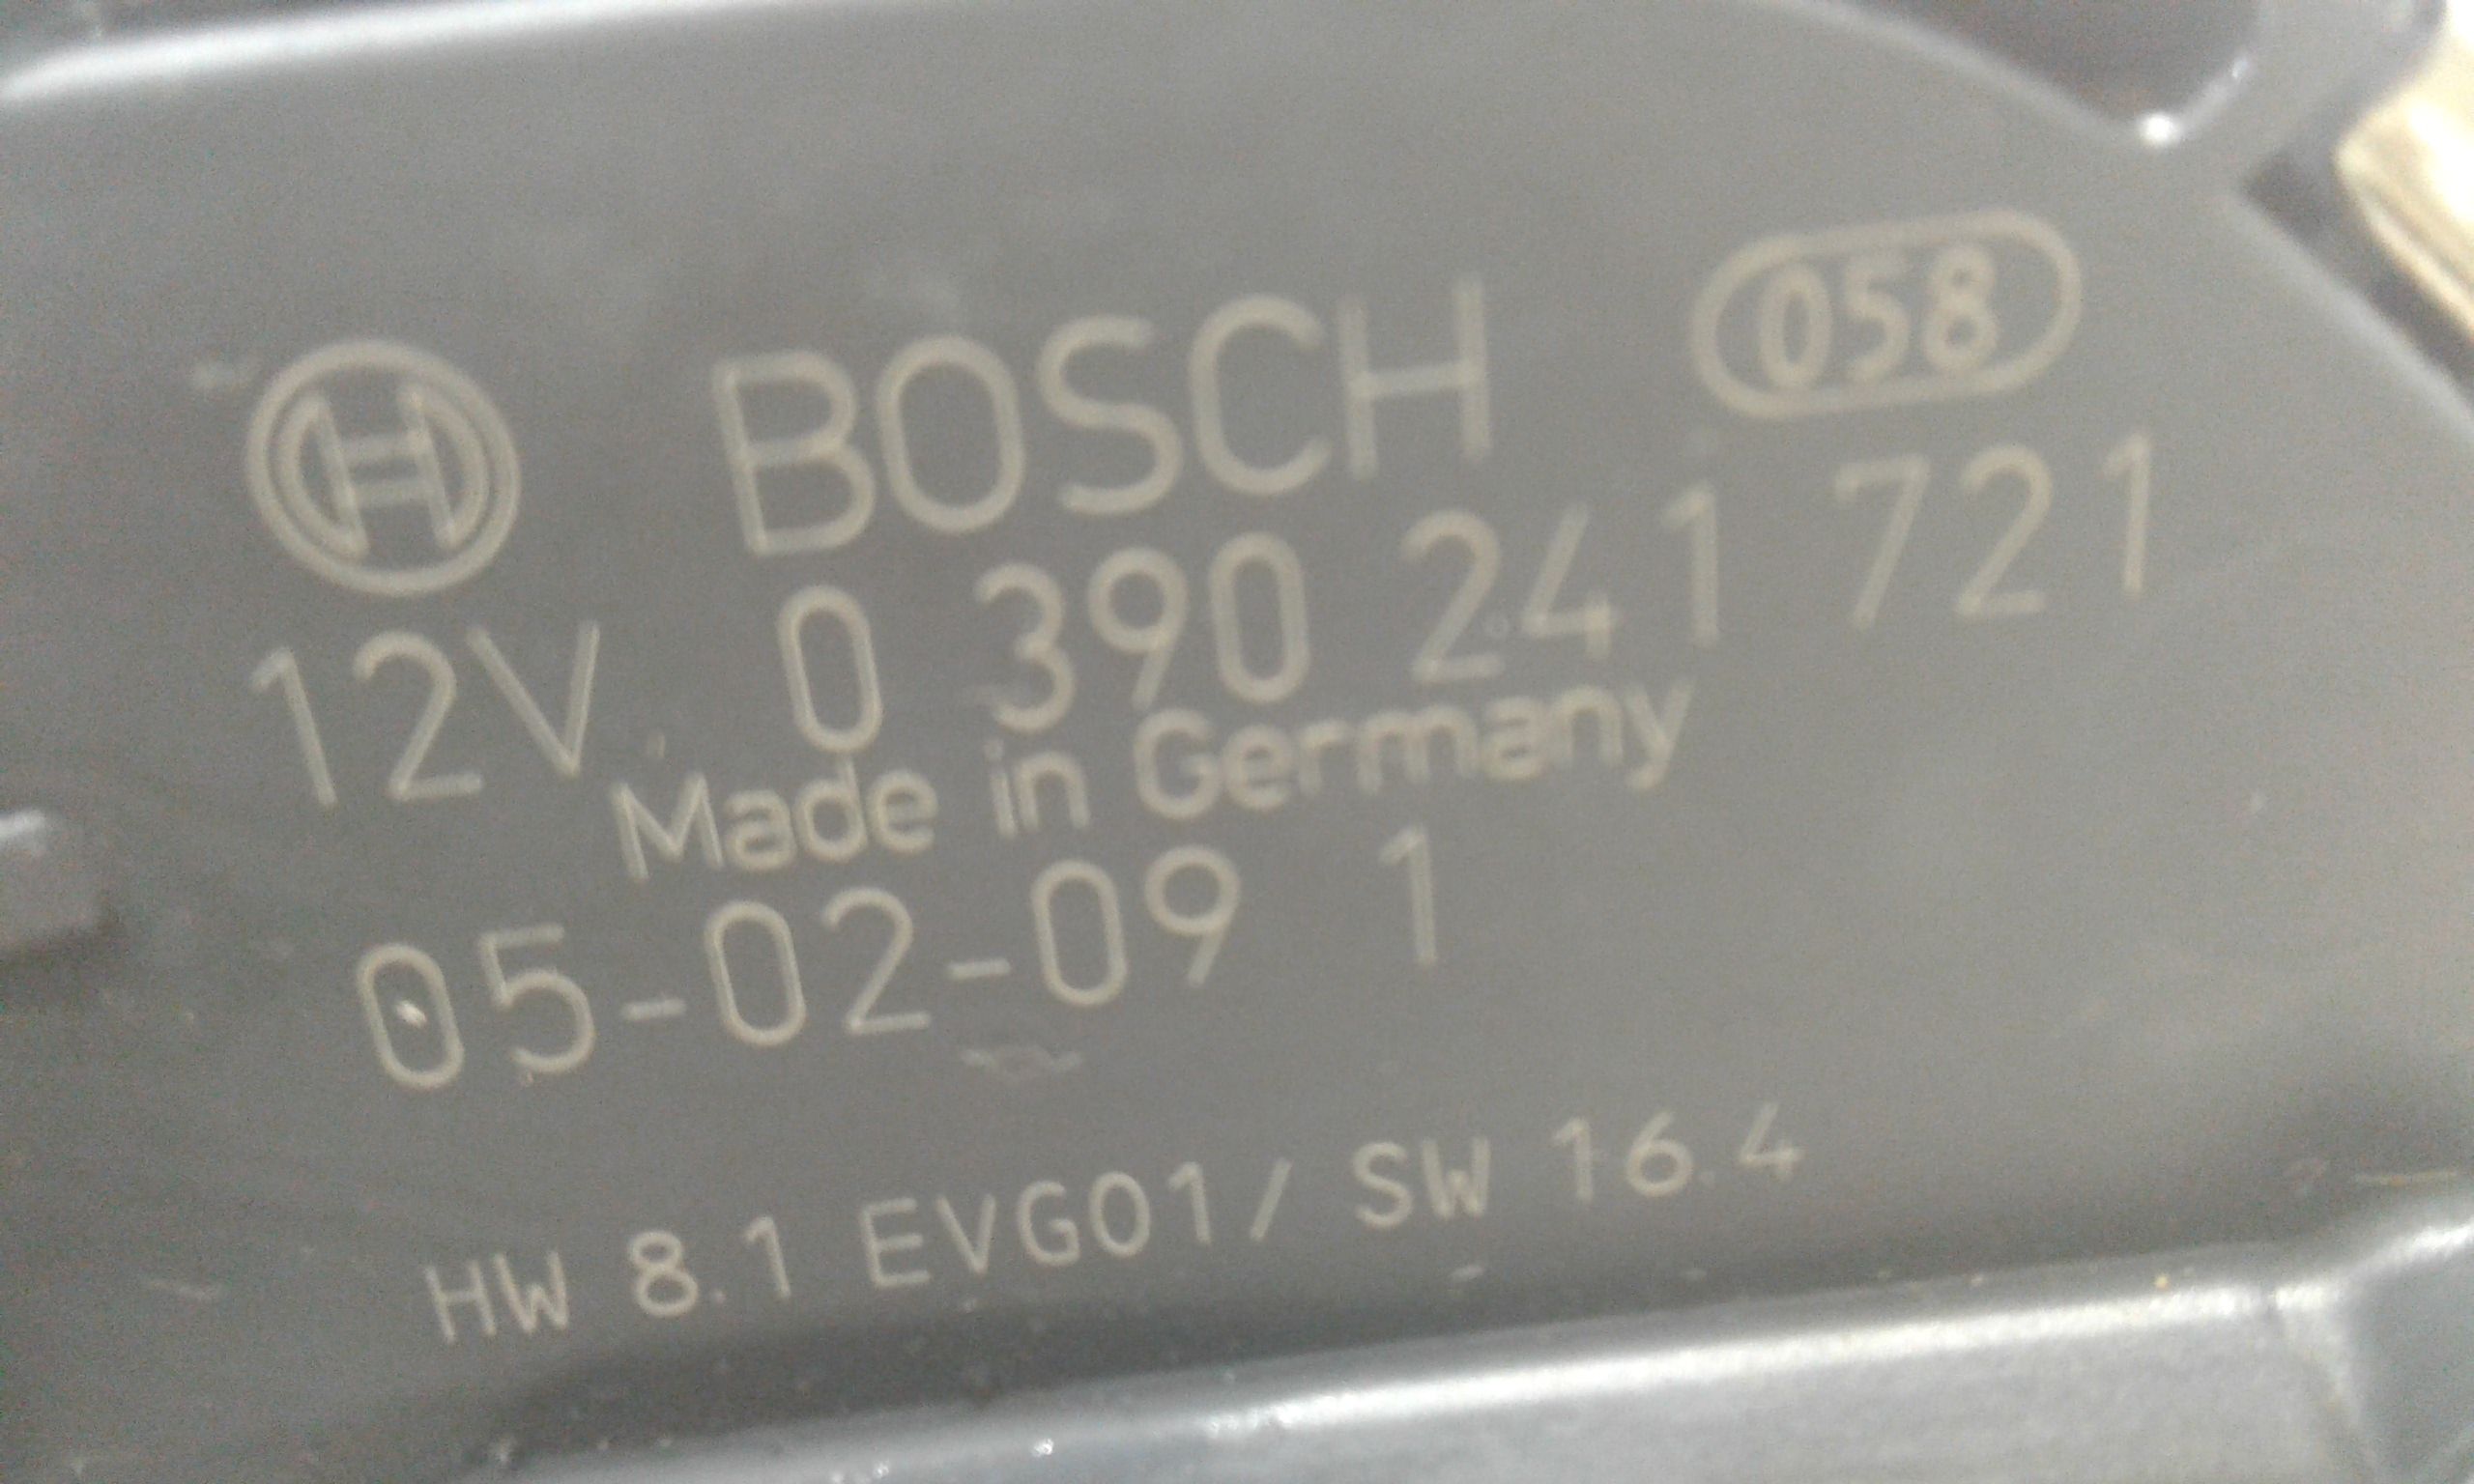 BOSCH 058
12V 0 390 241 721
Made in Germany
05-02-09 1
HW 8.1 EVG01/ SW 16.4